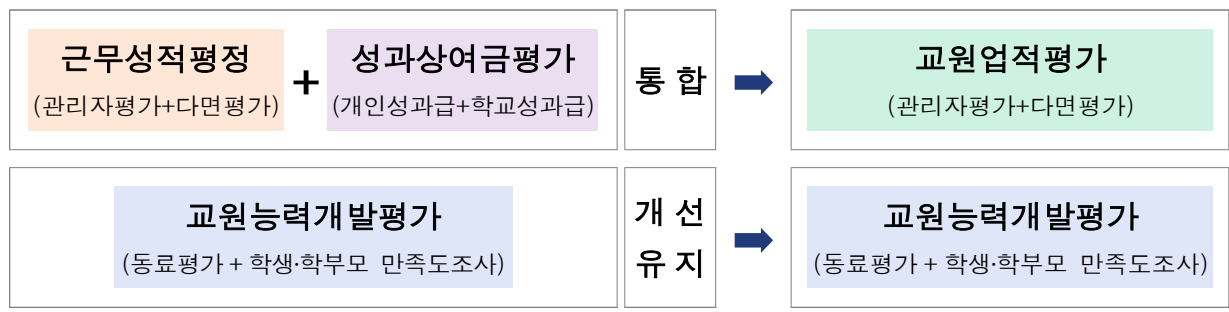 근무성적평정
(관리자평가+다면평가)
+
성과상여금평가
(개인성과급+학교성과급)
통 합
교원업적평가
(관리자평가+다면평가)
교원능력개발평가
(동료평가 + 학생·학부모 만족도조사)
개 선
유 지
교원능력개발평가
(동료평가 + 학생·학부모 만족도조사)